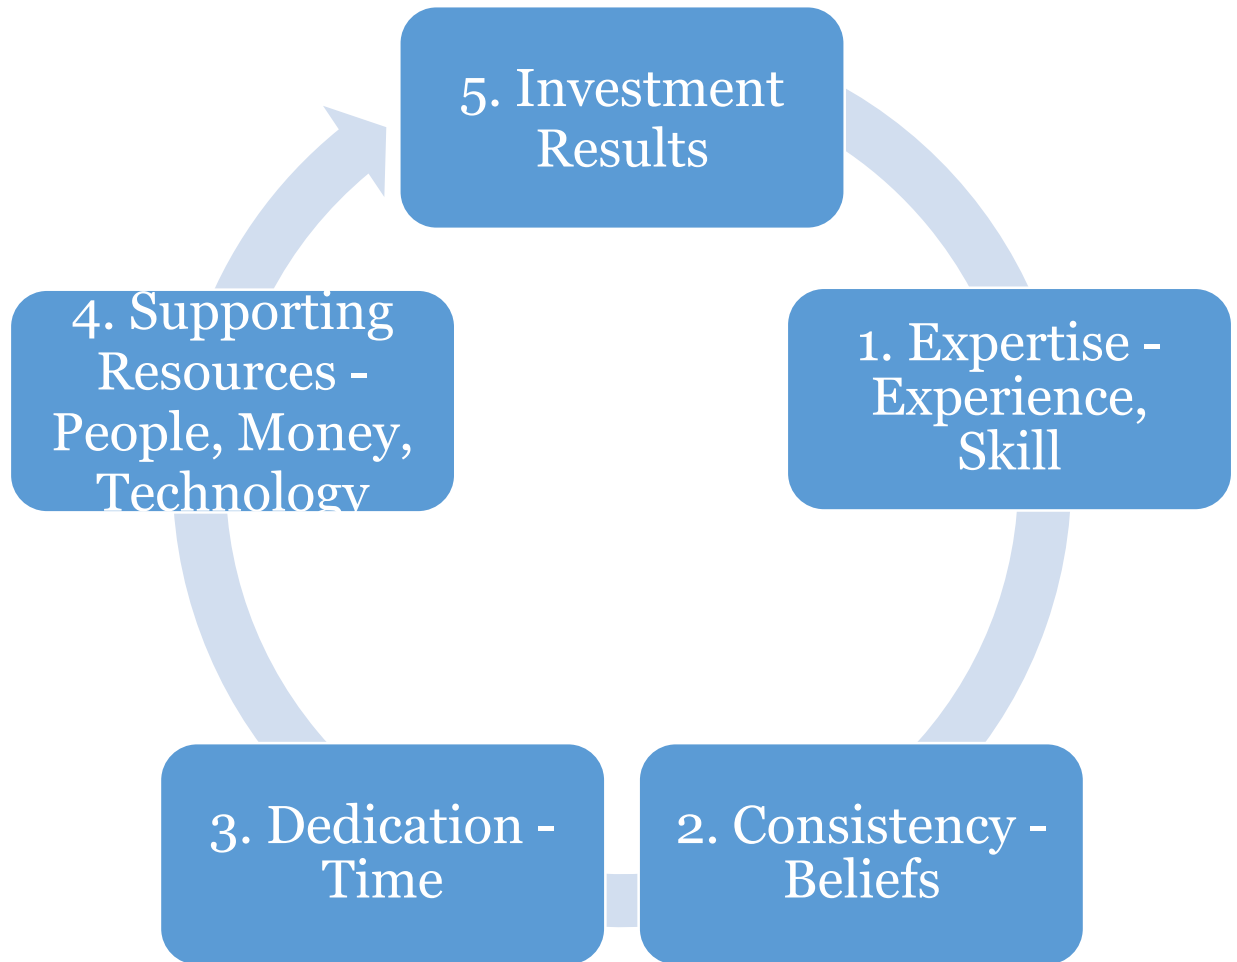 5. Investment
Results
1. Expertise -
Experience,
Skill
2. Consistency -
Beliefs
3. Dedication -
Time
4. Supporting
Resources -
People, Money,
Technology